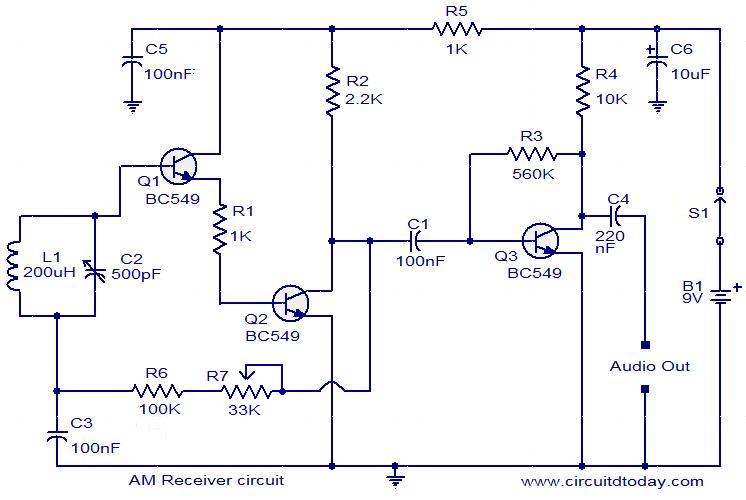 R5
1K
C5
100nF
R2
2.2K
R4
10K
C6
10uF
+
R3
560K
Q1
BC549
R1
1K
C4
220
nF
S1
L1
200uH
C2
500pF
C1
100nF
Q3
BC549
B1
9V
+
Q2
BC549
R6
100K
R7
33K
Audio Out
C3
100nF
AM Receiver circuit
www.circuitdtoday.com